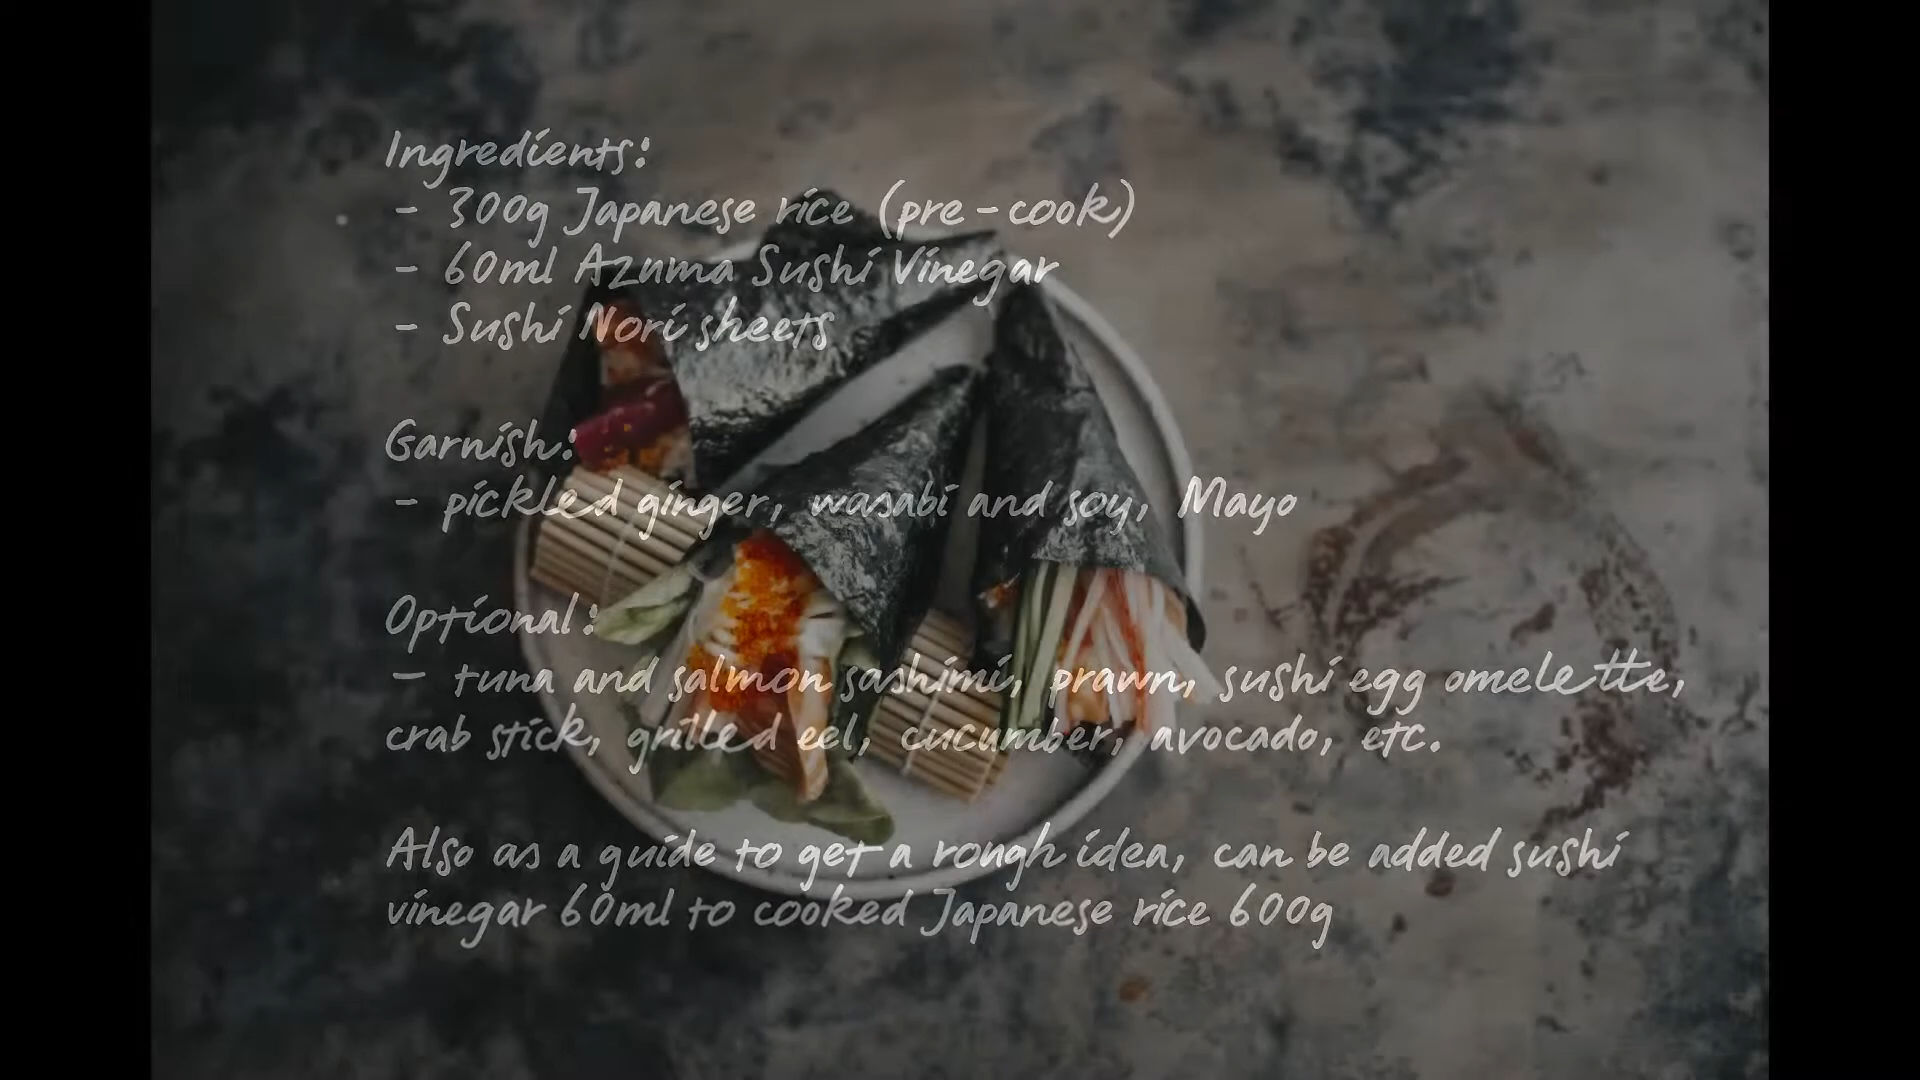 Ingredients:
- 300g Japanese rice (pre-cook)
- 60ml Azuma Sushi Vinegar
- Sushi Nori sheets
Garnish:
- pickled ginger, wasabi and soy, Mayo
Optional:
- tuna and salmon sashimi, prawn, sushi egg omelette,
crab stick, grilled eel, cucumber, avocado, etc.
Also as a guide to get a rough idea, can be added sushi
vinegar 60ml to cooked Japanese rice 600g